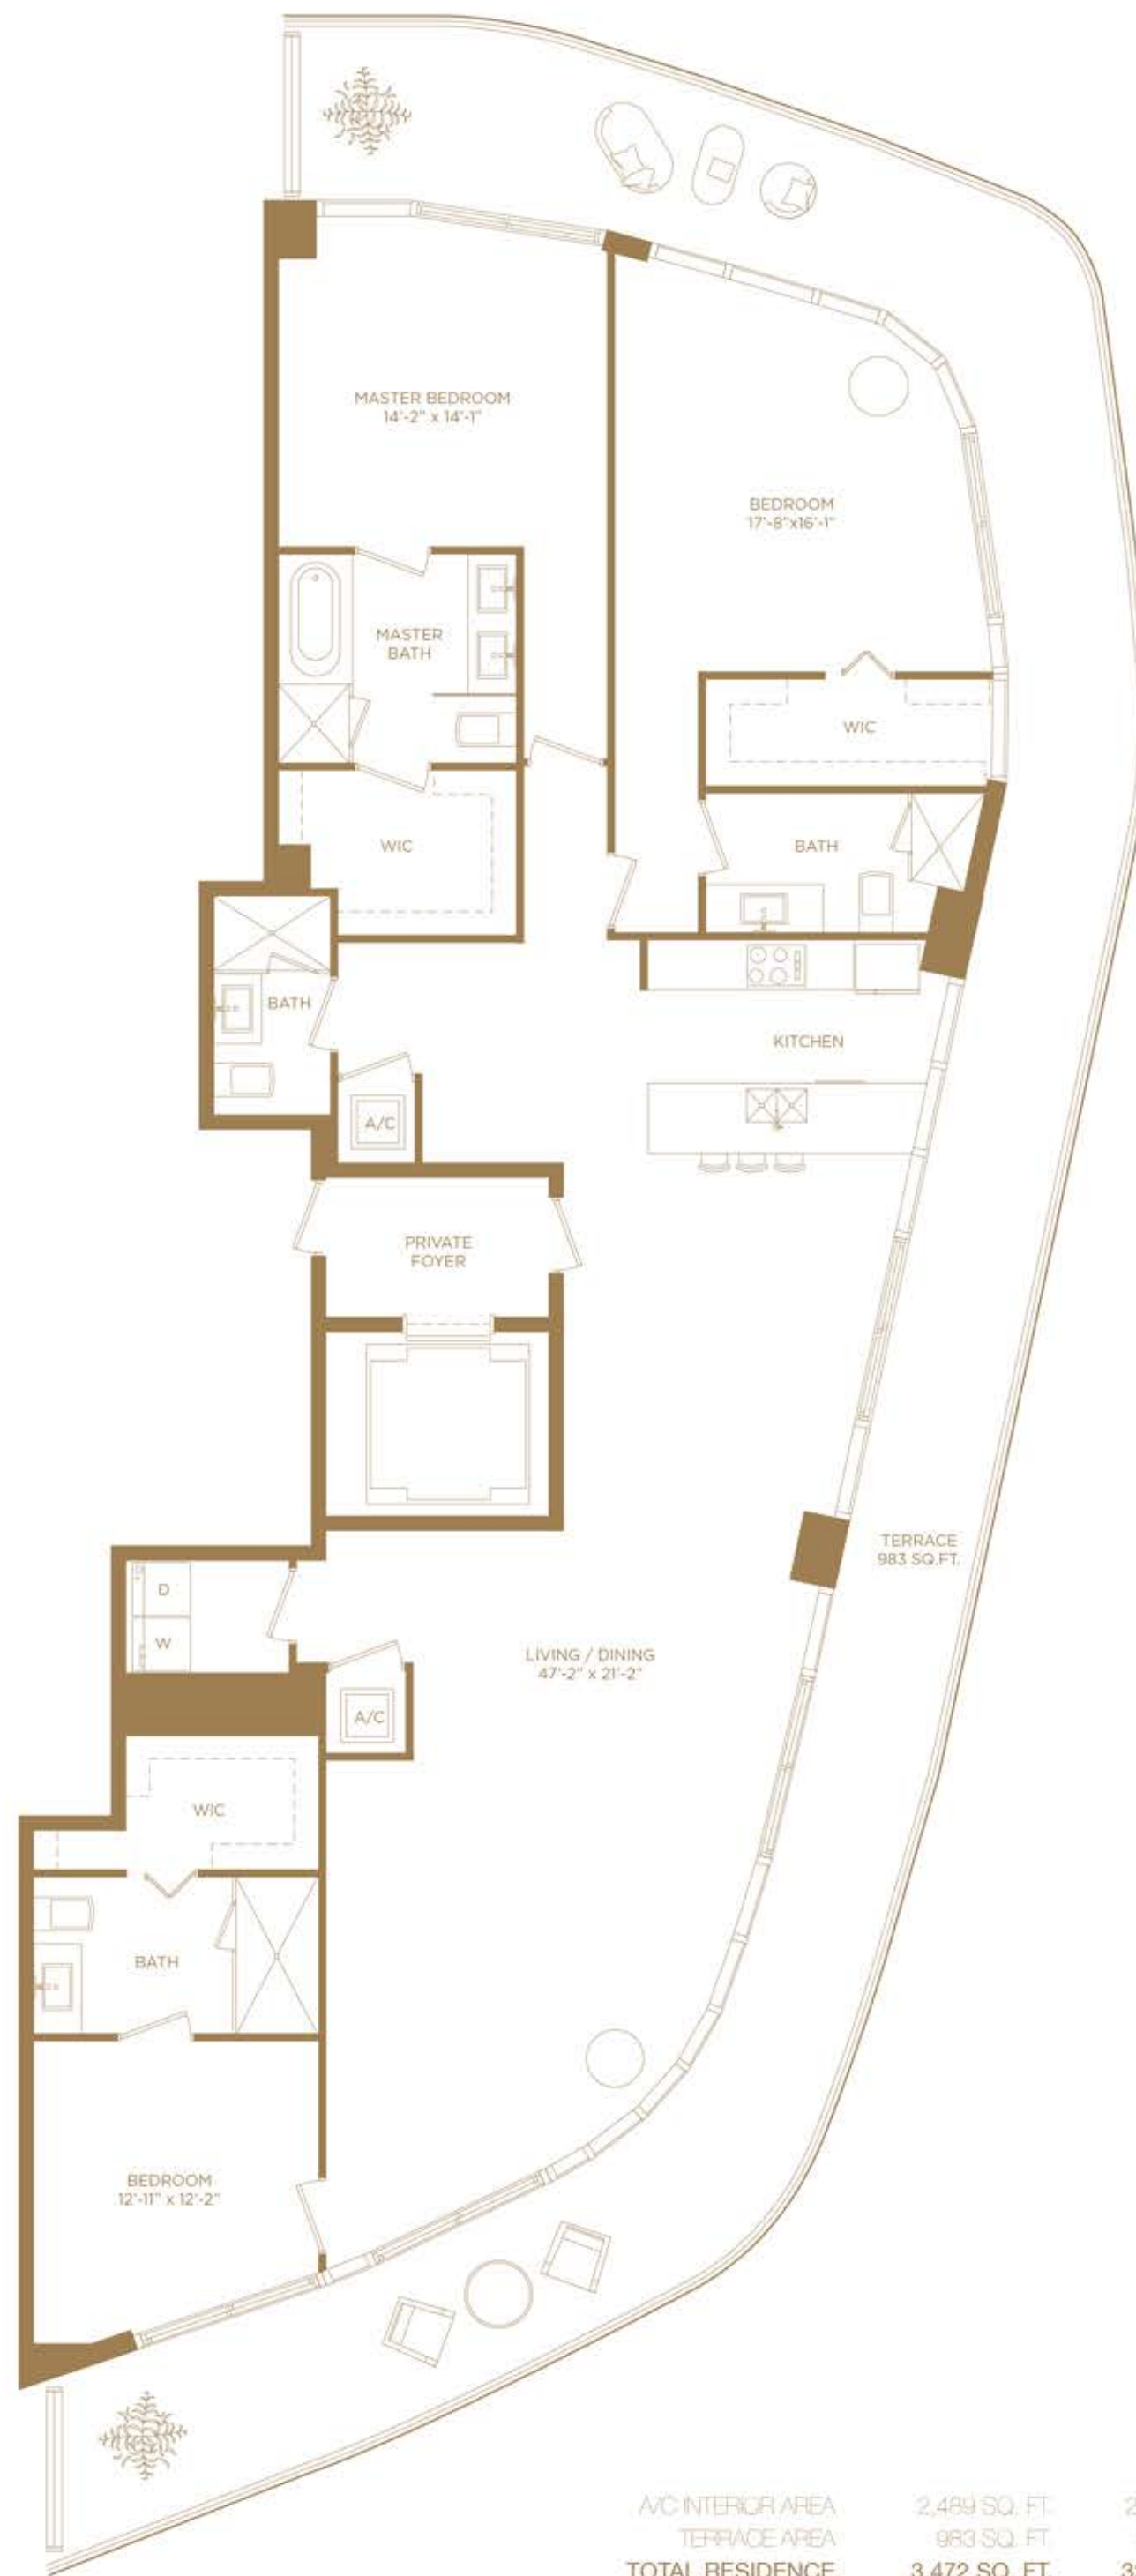 MASTER BEDROOM
14'-2" x 14'-1"
BEDROOM
17'-8"x16'-1"
MASTER
BATH
WIC
WIC
BATH
BATH
KITCHEN
A/C
PRIVATE
FOYER
TERRACE
983 SQ.FT.
D
W
LIVING / DINING
47'-2" x 21'-2"
A/C
WIC
BATH
BEDROOM
12'-11" x 12'-2"
A/C INTERIOR AREA 2,489 SQ. FT. 2
TERRACE AREA 983 SQ. FT.
TOTAL RESIDENCE 3,472 SQ. FT. 3